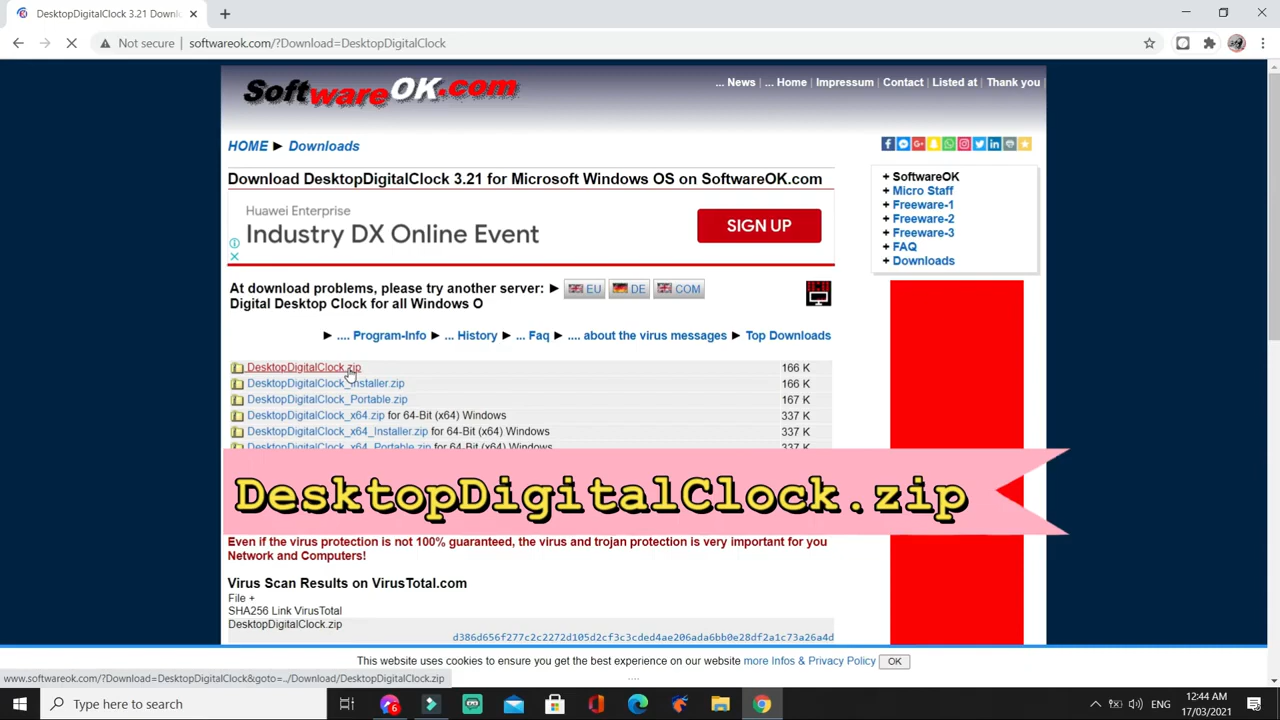 DesktopDigitalClock 3.21 Downl
Not secure
softwareok.com/?Download=DesktopDigitalClock
SoftwareOK.com
... News | ... Home | Impressum | Contact | Listed at | Thank you |
HOME ► Downloads
Download DesktopDigitalClock 3.21 for Microsoft Windows OS on SoftwareOK.com
Huawei Enterprise
Industry DX Online Event
SIGN UP
+ SoftwareOK
+ Micro Staff
+ Freeware-1
+ Freeware-2
+ Freeware-3
+ FAQ
+ Downloads
At download problems, please try another server: ► EU DE COM
Digital Desktop Clock for all Windows O
► .... Program-Info ► ... History ► ... Faq ► .... about the virus messages ► Top Downloads
DesktopDigitalClock.zip 166 K
DesktopDigitalClock_Installer.zip 166 K
DesktopDigitalClock_Portable.zip 167 K
DesktopDigitalClock_x64.zip for 64-Bit (x64) Windows 337 K
DesktopDigitalClock_x64_Installer.zip for 64-Bit (x64) Windows 337 K
DesktopDigitalClock_x64_Portable.zip for 64-Bit (x64) Windows 337 K
DesktopDigitalClock.zip
Even if the virus protection is not 100% guaranteed, the virus and trojan protection is very important for you
Network and Computers!
Virus Scan Results on VirusTotal.com
File +
SHA256 Link VirusTotal
DesktopDigitalClock.zip
d386d656f277c2c2272d105d2cf3c3cded4ae206ada6bb0e28df2a1c73a26a4d
This website uses cookies to ensure you get the best experience on our website more Infos & Privacy Policy OK
....
www.softwareok.com/?Download=DesktopDigitalClock&goto=../Download/DesktopDigitalClock.zip
Type here to search
6
12:44 AM
17/03/2021